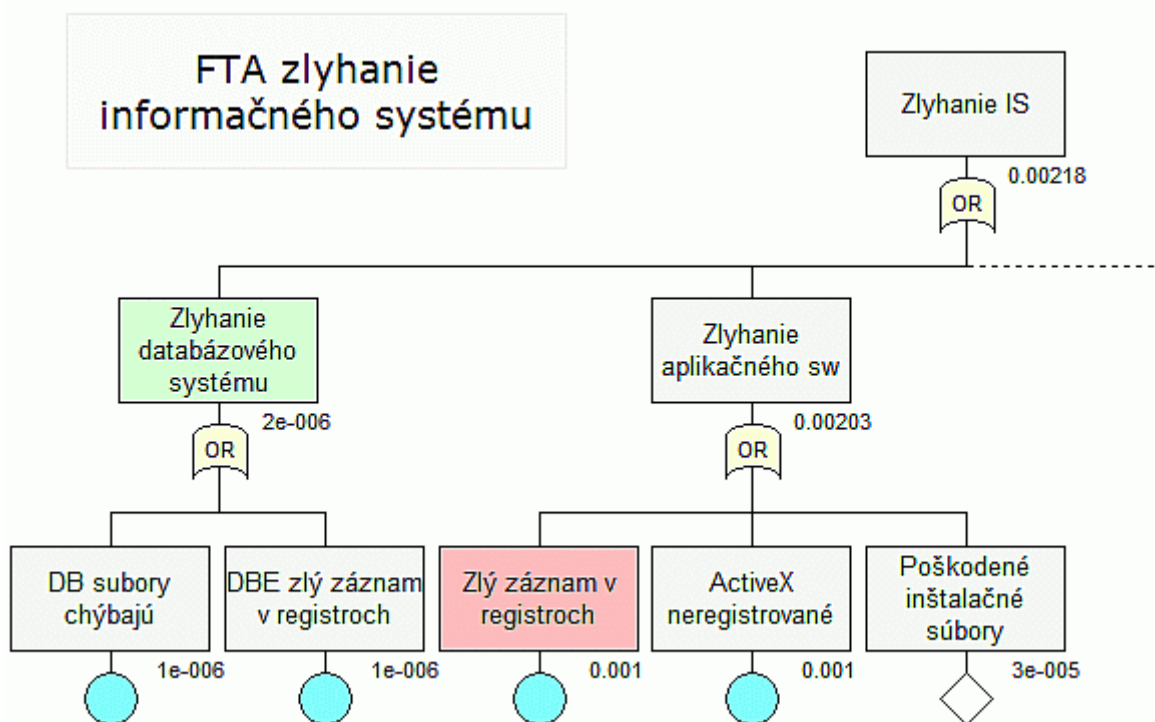 FTA zlyhanie
informačného systému
Zlyhanie IS
0.00218
OR
Zlyhanie
databázového
systému
2e-006
OR
Zlyhanie
aplikačného sw
0.00203
OR
DB subory
chýbajú
1e-006
DBE zlý záznam
v registroch
1e-006
Zlý záznam v
registroch
0.001
ActiveX
neregistrované
0.001
Poškodené
inštalačné
súbory
3e-005